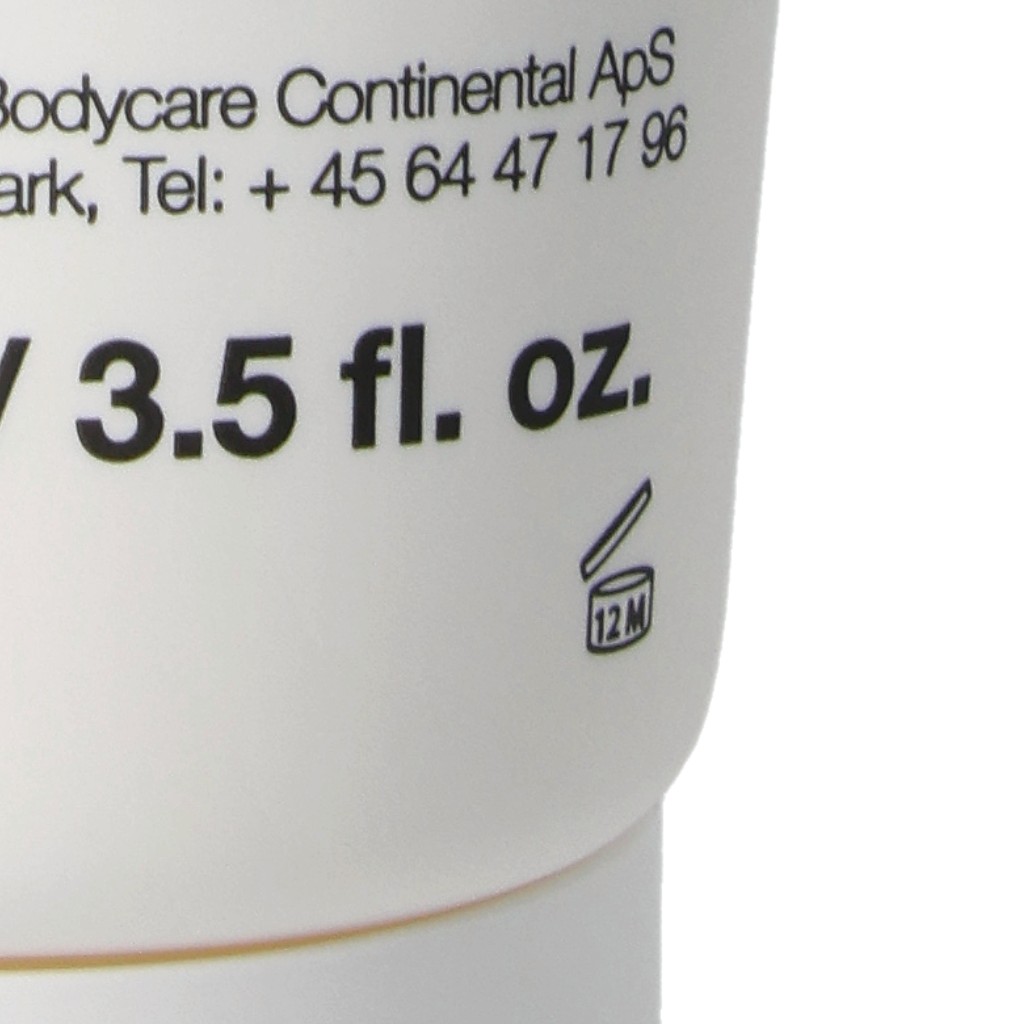 Bodycare Continental ApS
ark, Tel: + 45 64 47 17 96
/ 3.5 fl. oz.
12 M